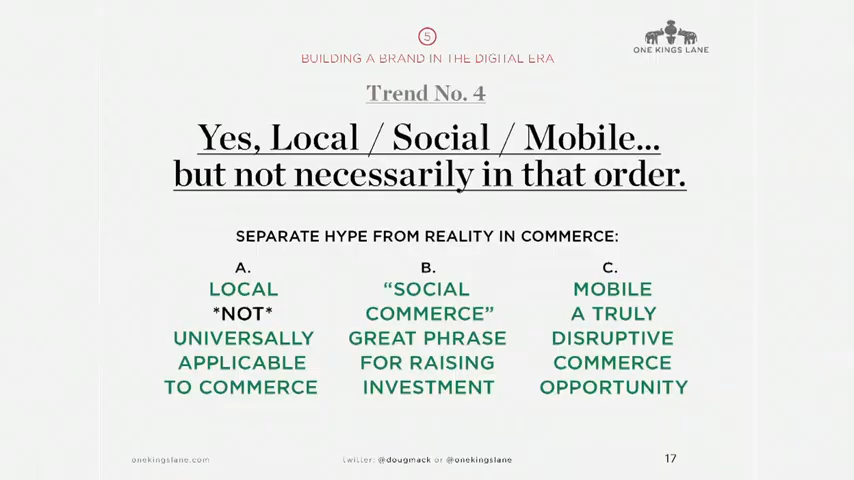 5
BUILDING A BRAND IN THE DIGITAL ERA
ONE KINGS LANE
Trend No. 4
Yes, Local / Social / Mobile...
but not necessarily in that order.
SEPARATE HYPE FROM REALITY IN COMMERCE:
A.
LOCAL
*NOT*
UNIVERSALLY
APPLICABLE
TO COMMERCE
B.
“SOCIAL
COMMERCE”
GREAT PHRASE
FOR RAISING
INVESTMENT
C.
MOBILE
A TRULY
DISRUPTIVE
COMMERCE
OPPORTUNITY
onekingslane.com
twitter: @dougmack or @onekingslane
17